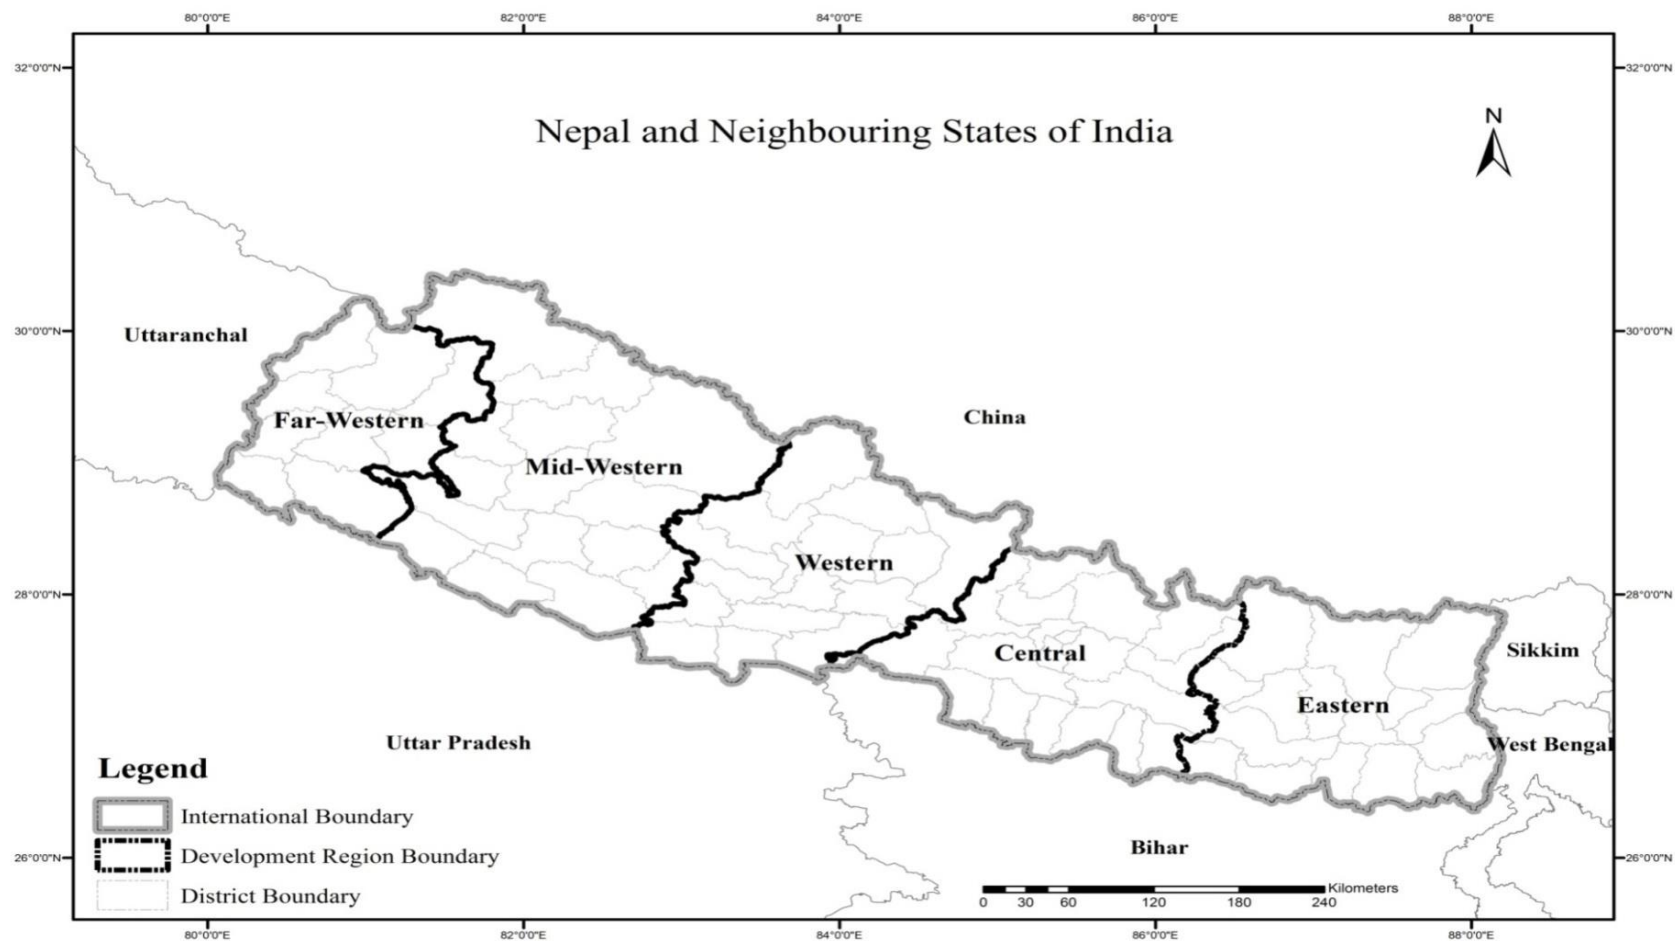 80°0'0"E 82°0'0"E 84°0'0"E 86°0'0"E 88°0'0"E
32°0'0"N 32°0'0"N
Nepal and Neighbouring States of India
N
30°0'0"N 30°0'0"N
Uttaranchal
Far-Western
China
Mid-Western
Western
28°0'0"N 28°0'0"N
Central
Sikkim
Eastern
Uttar Pradesh
West Bengal
Legend
International Boundary
Bihar
Development Region Boundary
26°0'0"N 26°0'0"N
Kilometers
District Boundary
0 30 60 120 180 240
80°0'0"E 82°0'0"E 84°0'0"E 86°0'0"E 88°0'0"E